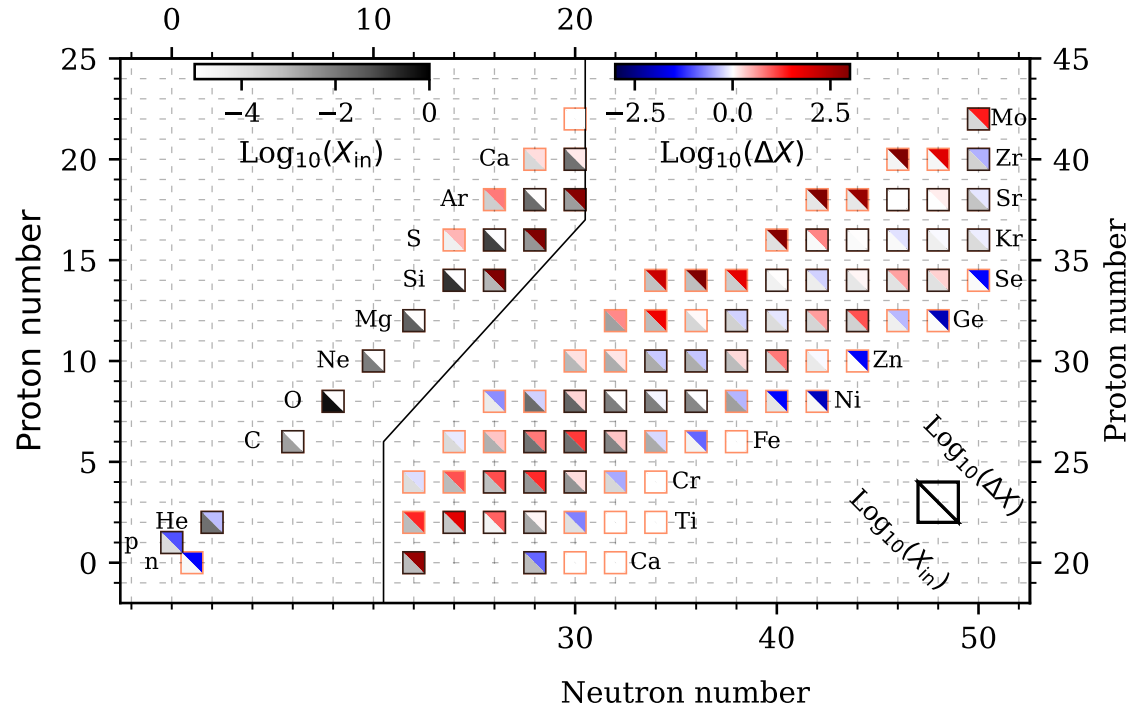 0 10 20
25 45
−4 −2 0 −2.5 0.0 2.5
Log₁₀(Xᵢₙ) Log₁₀(ΔX)
Mo
20 Ca Zr 40
Ar Sr
S Kr
15 Si Se 35
Mg Ge
10 Ne Zn 30
O Ni
C Fe
5 Cr 25
He Ti
p
0 n Ca 20
Proton number
Proton number
Log₁₀(ΔX)
Log₁₀(Xᵢₙ)
30 40 50
Neutron number